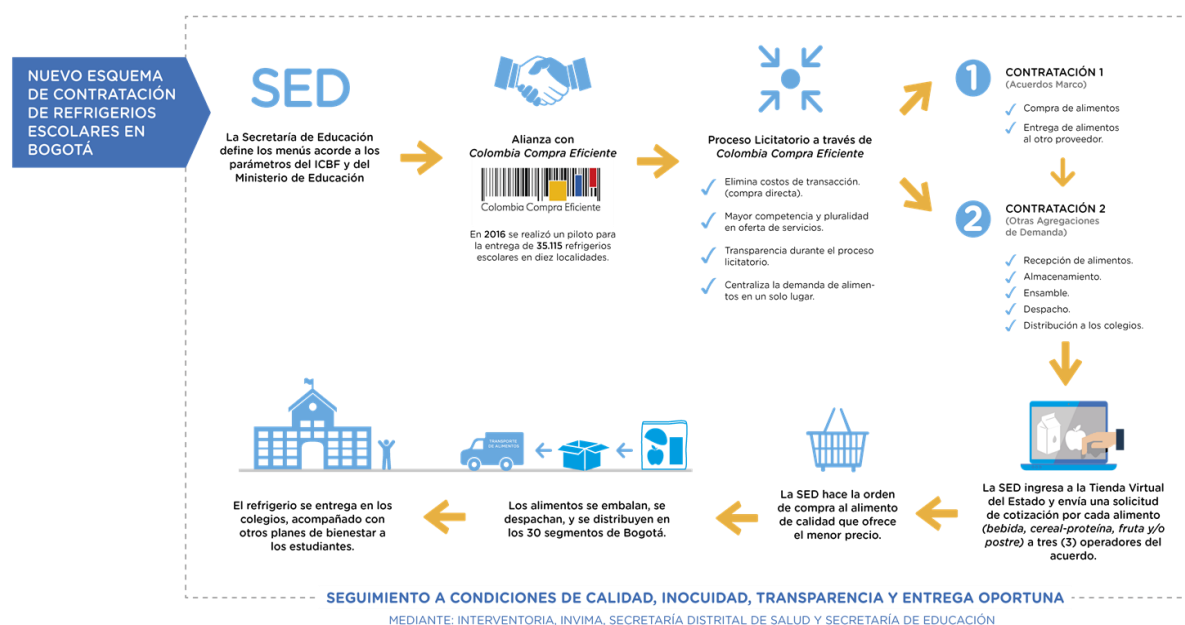 NUEVO ESQUEMA
DE CONTRATACIÓN
DE REFRIGERIOS
ESCOLARES EN
BOGOTÁ
SED
La Secretaría de Educación
define los menús acorde a los
parámetros del ICBF y del
Ministerio de Educación
Alianza con
Colombia Compra Eficiente
Colombia Compra Eficiente
En 2016 se realizó un piloto para
la entrega de 35.115 refrigerios
escolares en diez localidades.
Proceso Licitatorio a través de
Colombia Compra Eficiente
Elimina costos de transacción.
(compra directa).
Mayor competencia y pluralidad
en oferta de servicios.
Transparencia durante el proceso
licitatorio.
Centraliza la demanda de alimen-
tos en un solo lugar.
1
CONTRATACIÓN 1
(Acuerdos Marco)
Compra de alimentos
Entrega de alimentos
al otro proveedor.
2
CONTRATACIÓN 2
(Otras Agregaciones
de Demanda)
Recepción de alimentos.
Almacenamiento.
Ensamble.
Despacho.
Distribución a los colegios.
La SED ingresa a la Tienda Virtual
del Estado y envía una solicitud
de cotización por cada alimento
(bebida, cereal-proteína, fruta y/o
postre) a tres (3) operadores del
acuerdo.
La SED hace la orden
de compra al alimento
de calidad que ofrece
el menor precio.
TRANSPORTE
DE ALIMENTOS
Los alimentos se embalan, se
despachan, y se distribuyen en
los 30 segmentos de Bogotá.
El refrigerio se entrega en los
colegios, acompañado con
otros planes de bienestar a
los estudiantes.
SEGUIMIENTO A CONDICIONES DE CALIDAD, INOCUIDAD, TRANSPARENCIA Y ENTREGA OPORTUNA
MEDIANTE: INTERVENTORIA, INVIMA, SECRETARÍA DISTRITAL DE SALUD Y SECRETARÍA DE EDUCACIÓN